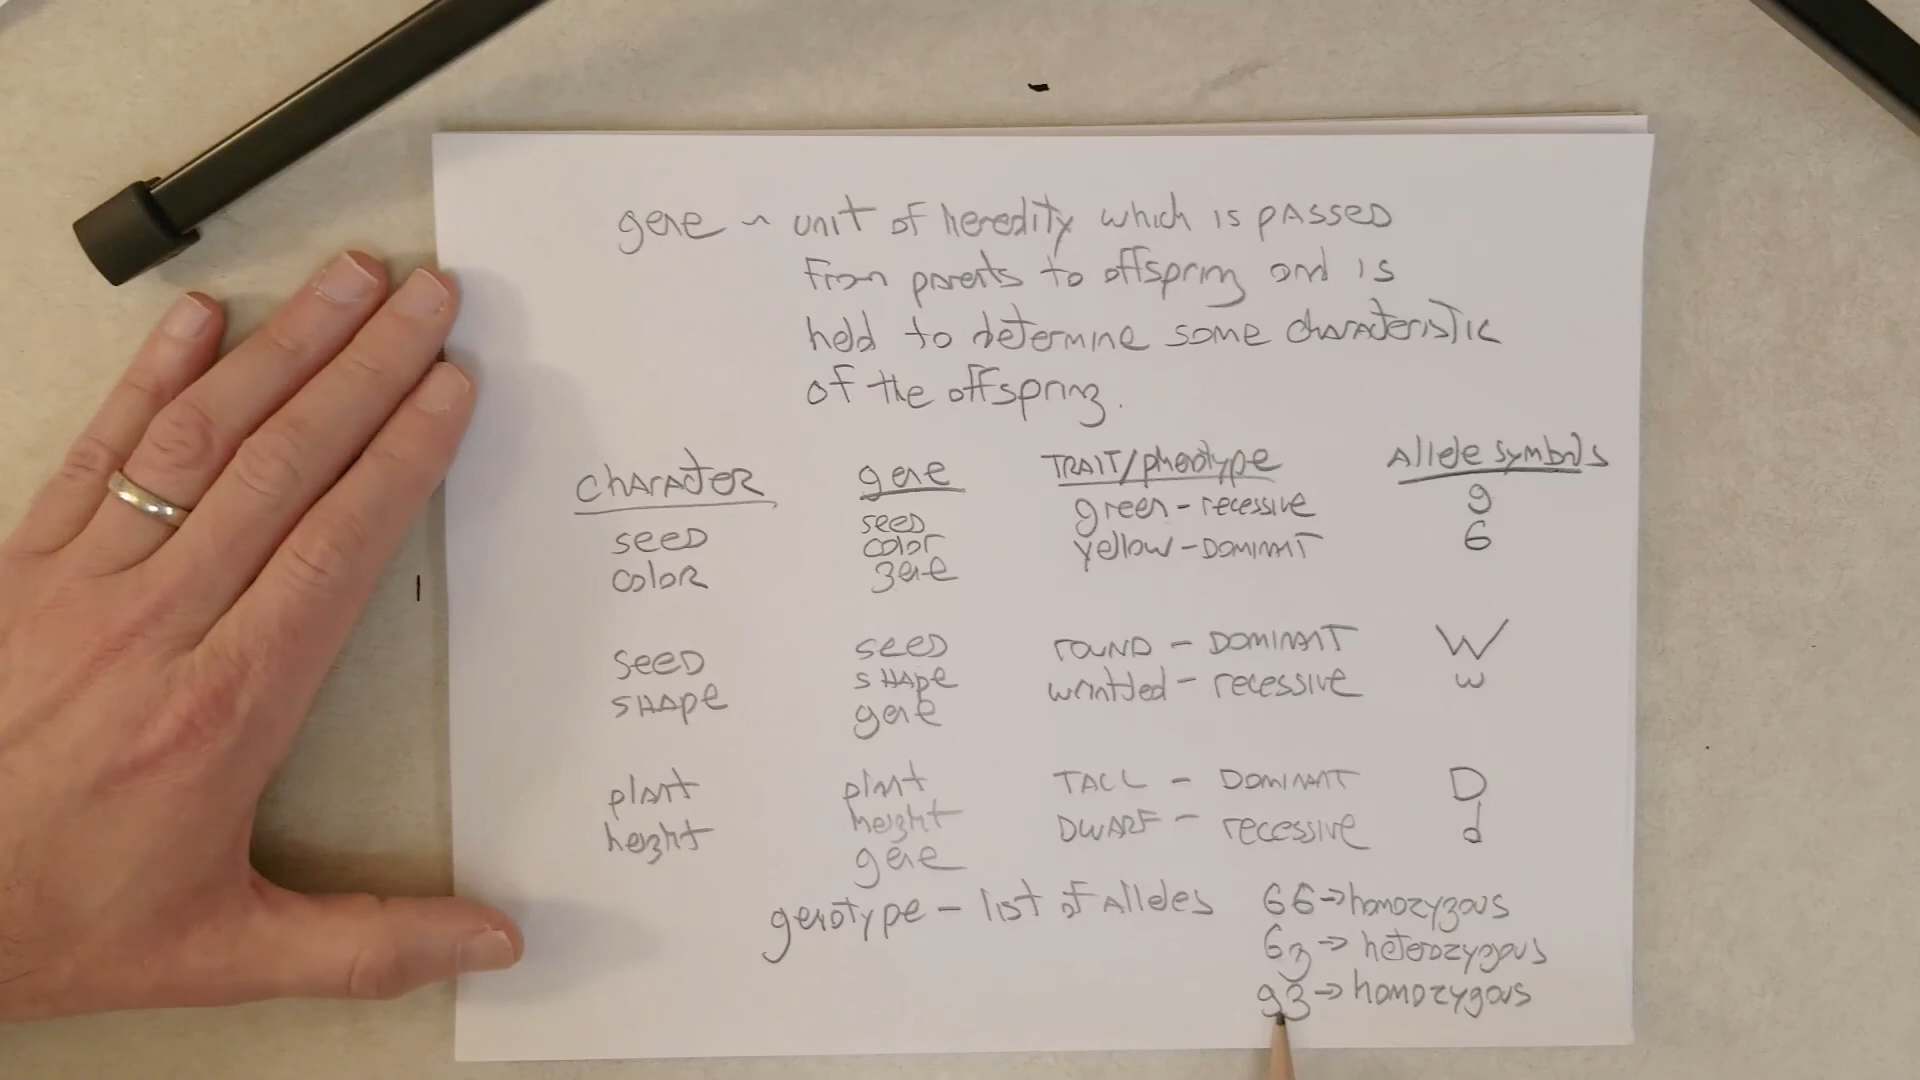 gene ~ unit of heredity which is passed
from parents to offspring and is
held to determine some characteristic
of the offspring.
character gene TRAIT/phenotype Allele symbols
seed color
seed color gene
green - recessive g
yellow - DOMINANT G
seed shape
seed shape gene
round - DOMINANT W
wrinkled - recessive w
plant height
plant height gene
TALL - DOMINANT D
DWARF - recessive d
genotype - list of Alleles
GG → homozygous
Gg → heterozygous
gg → homozygous